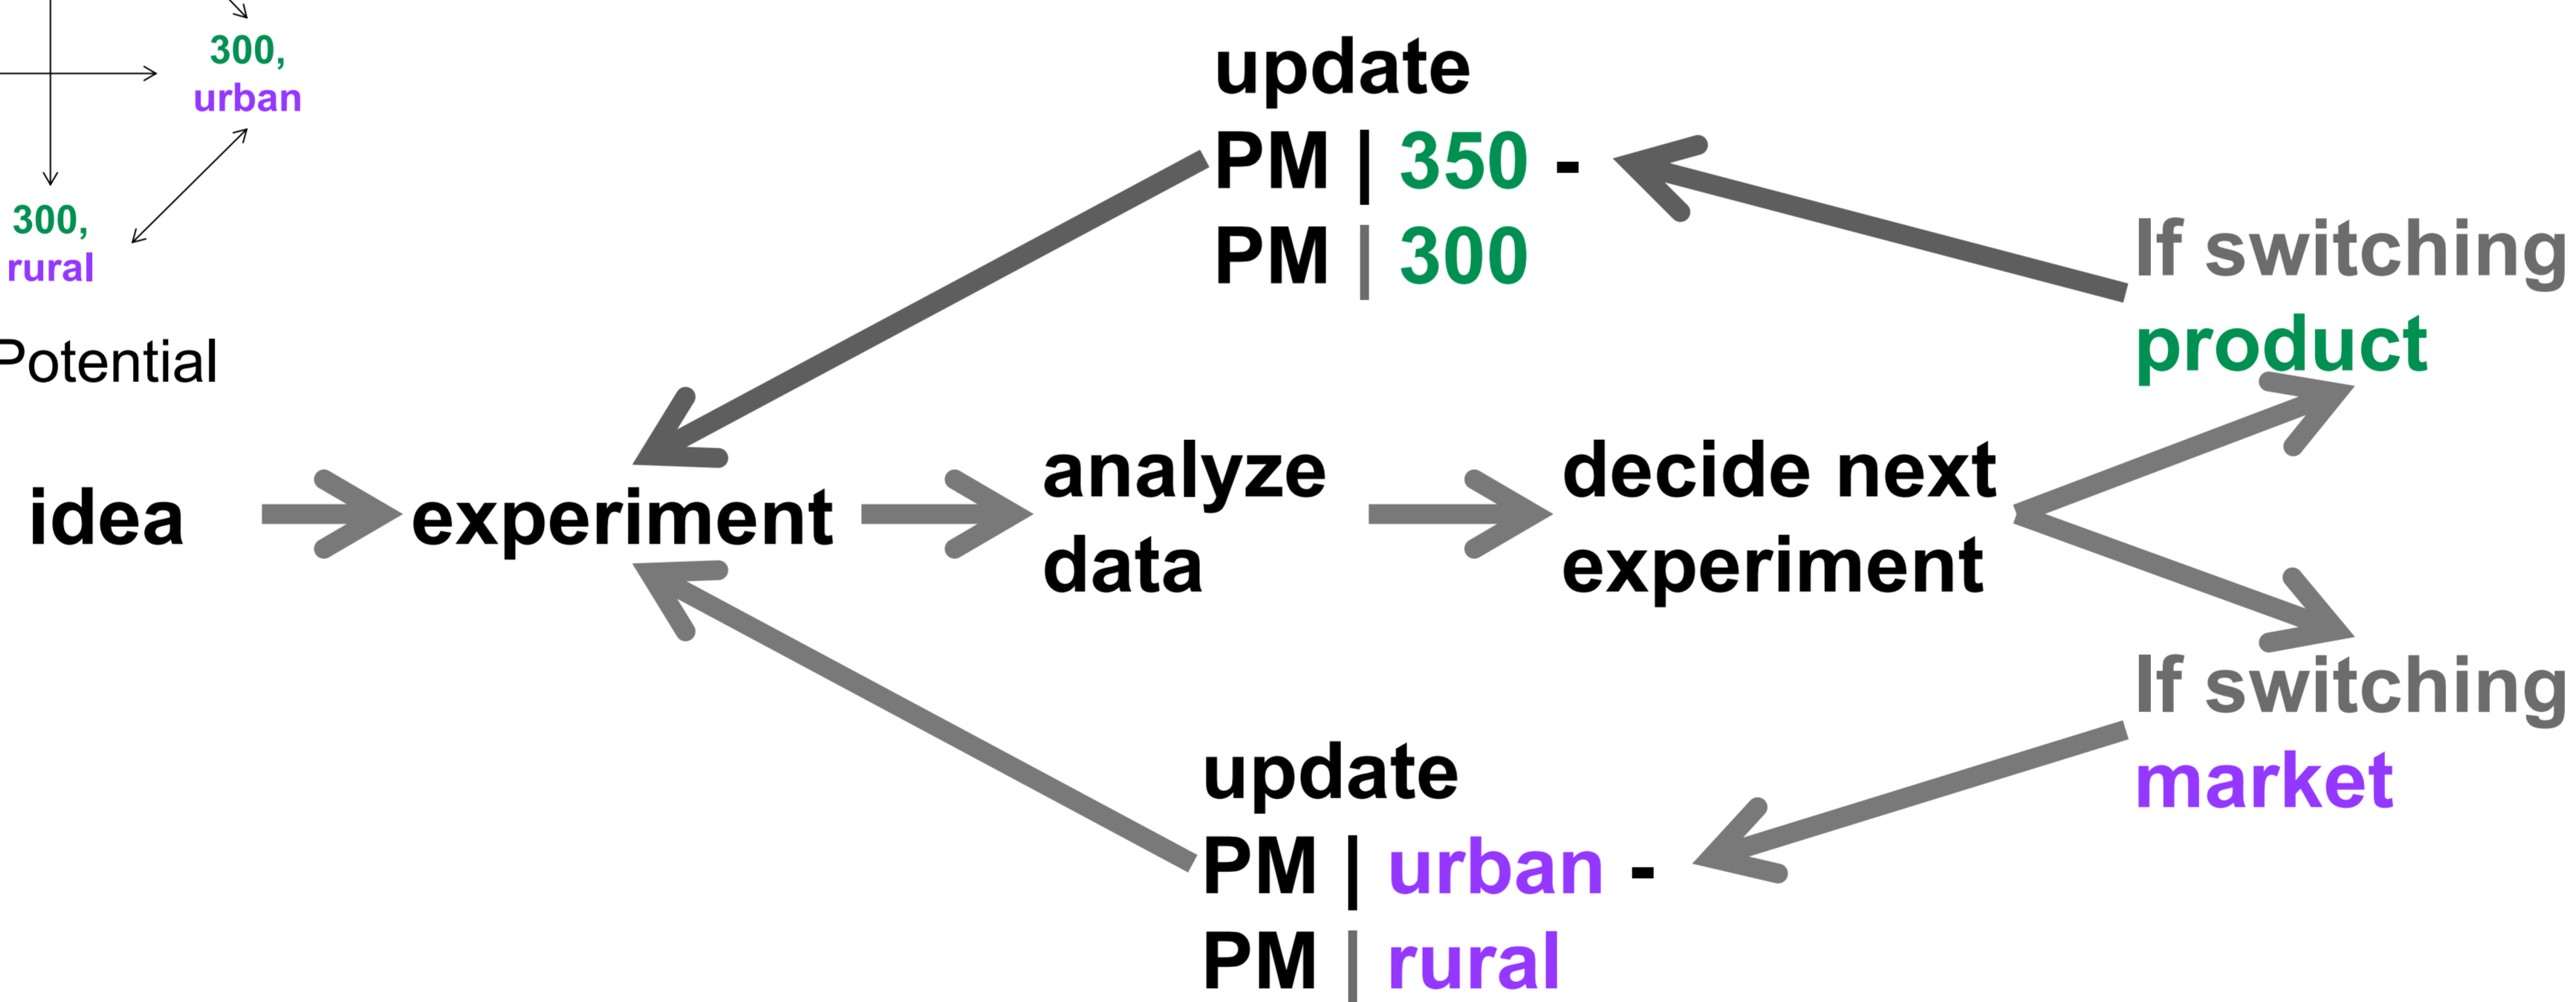 300,
urban
300,
rural
Potential
idea
experiment
analyze
data
decide next
experiment
If switching
product
update
PM | 350 -
PM | 300
If switching
market
update
PM | urban -
PM | rural